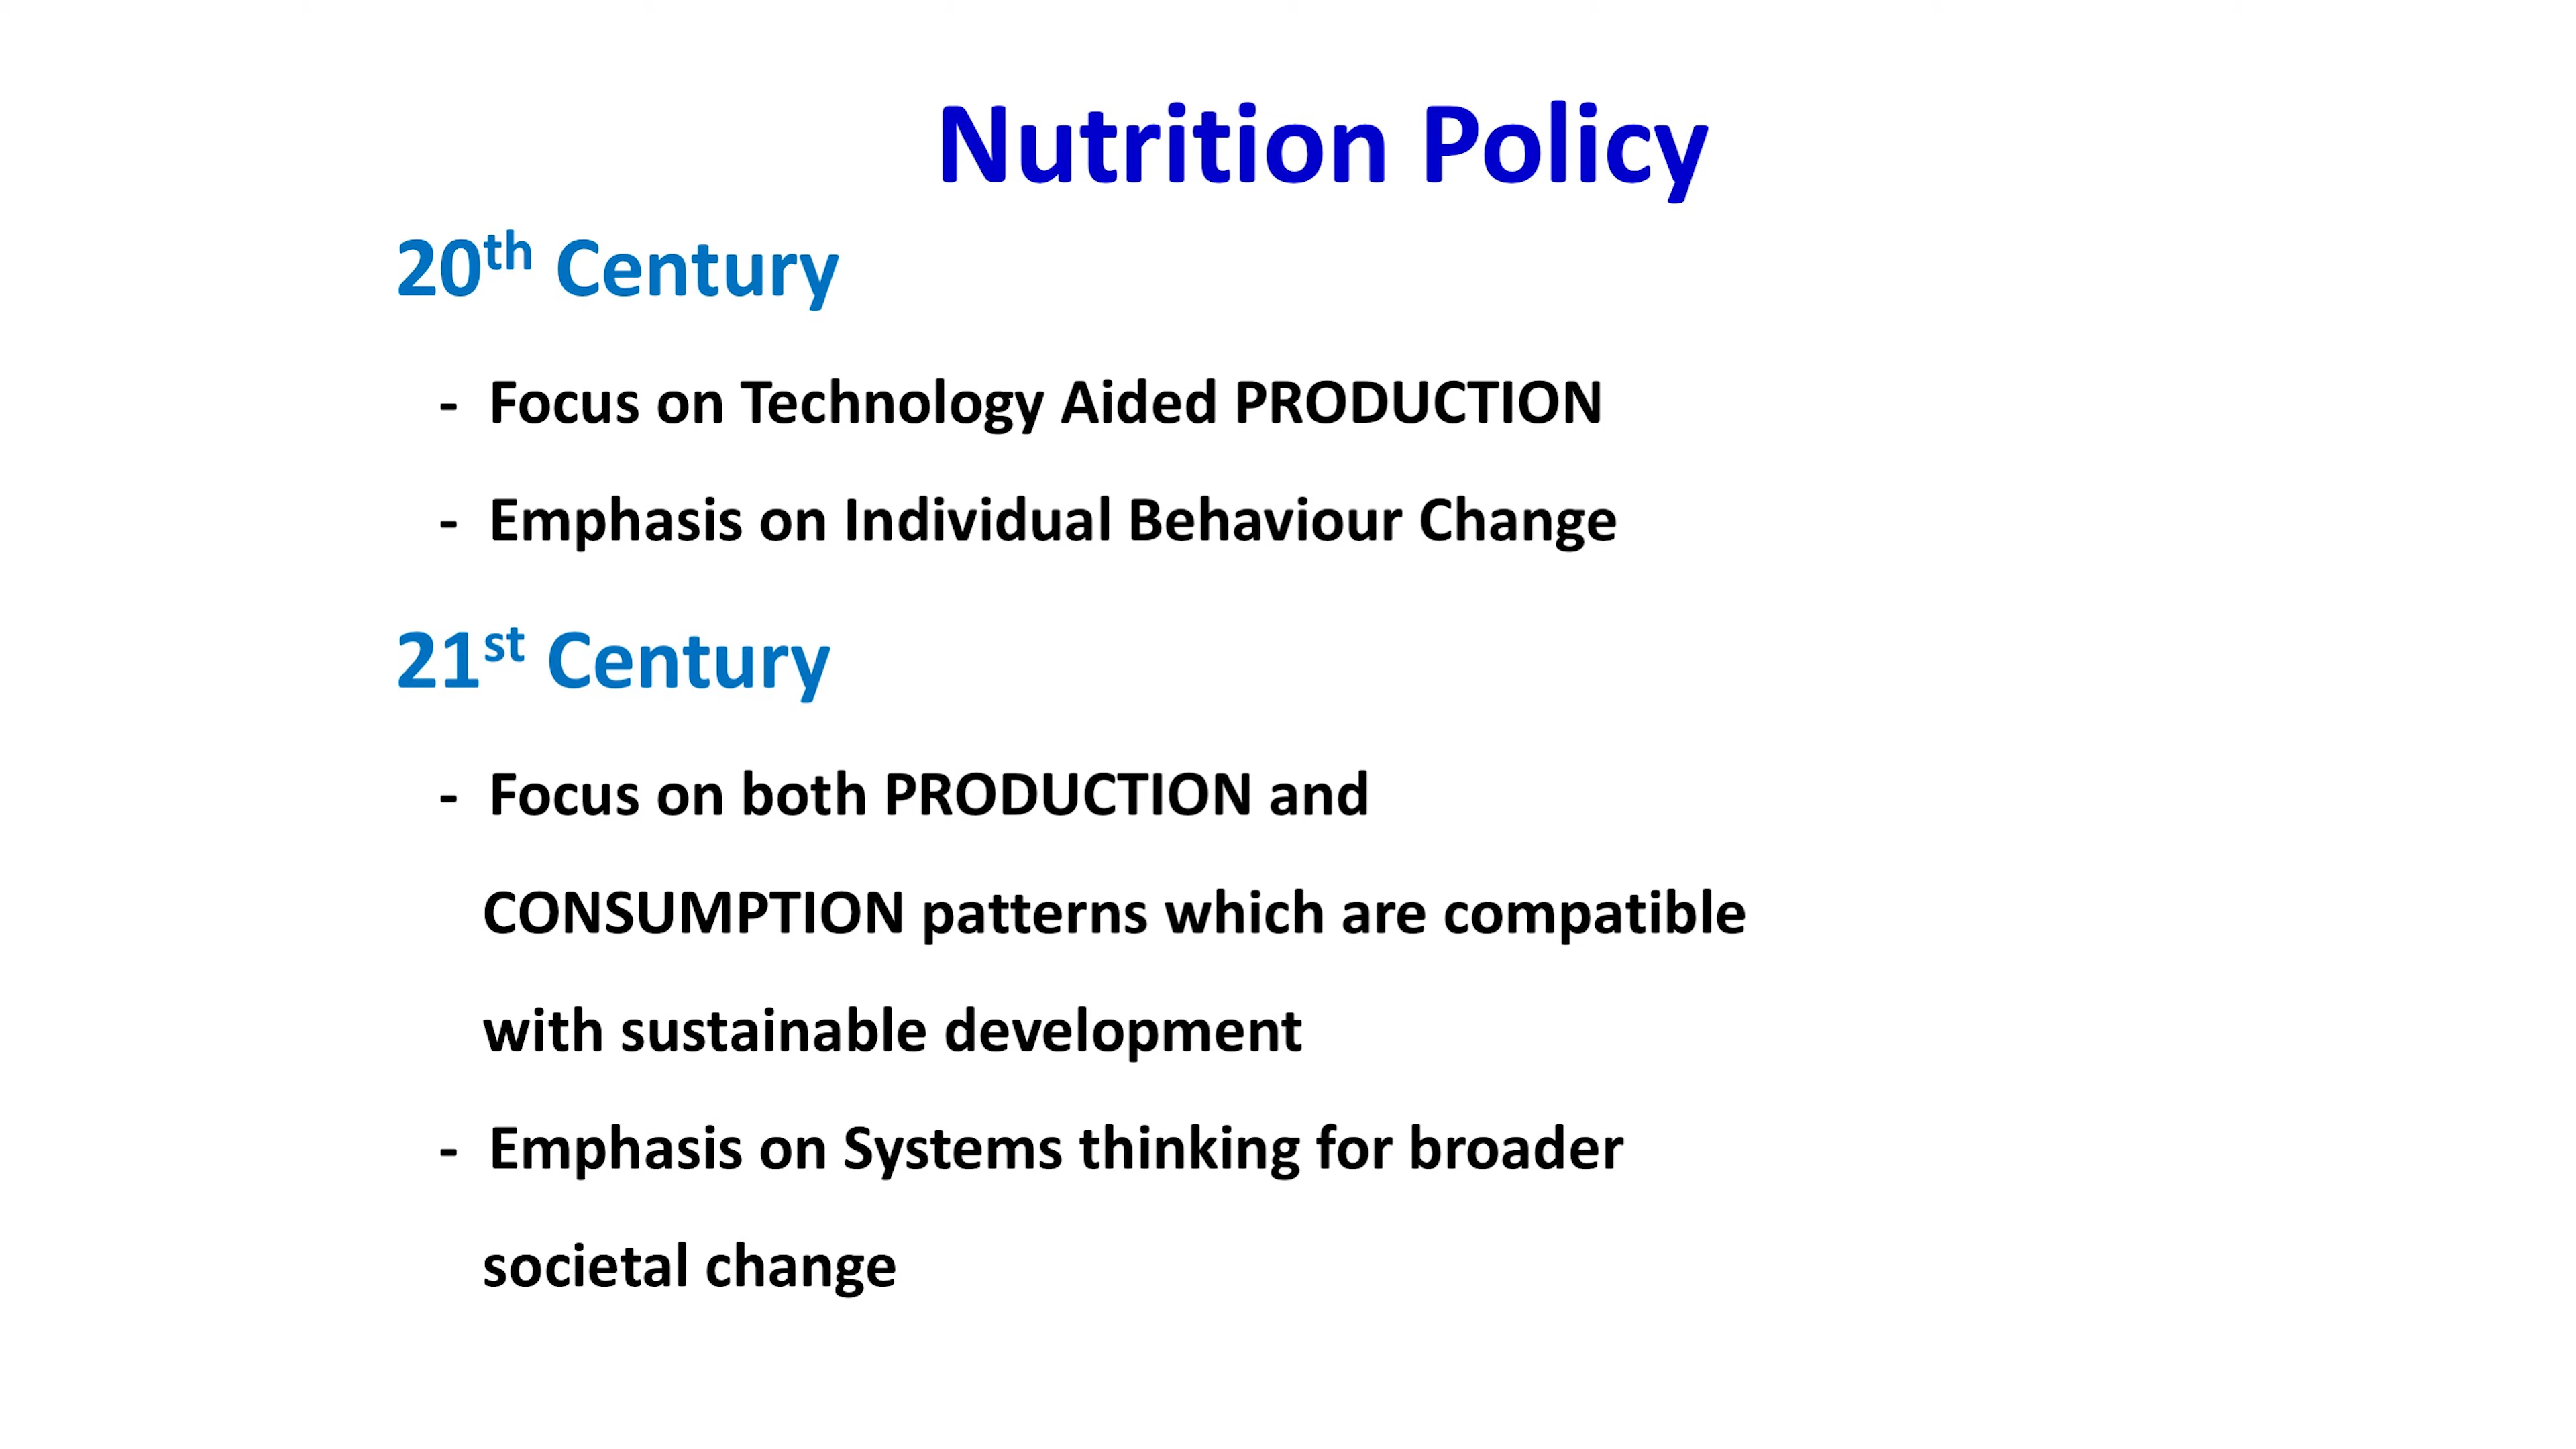 Nutrition Policy
20th Century
- Focus on Technology Aided PRODUCTION
- Emphasis on Individual Behaviour Change
21st Century
- Focus on both PRODUCTION and
CONSUMPTION patterns which are compatible
with sustainable development
- Emphasis on Systems thinking for broader
societal change